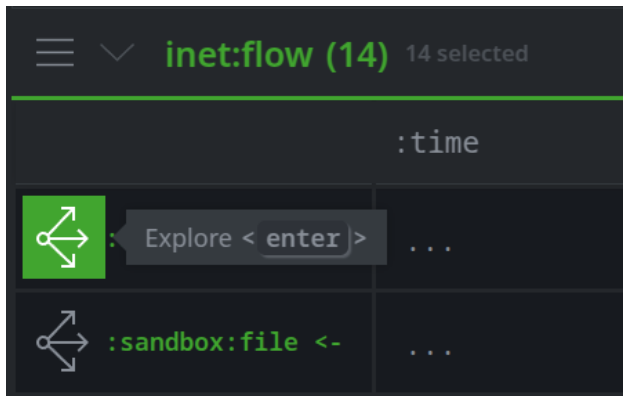 inet:flow (14) 14 selected
:time
: Explore <enter> ...
:sandbox:file <- ...